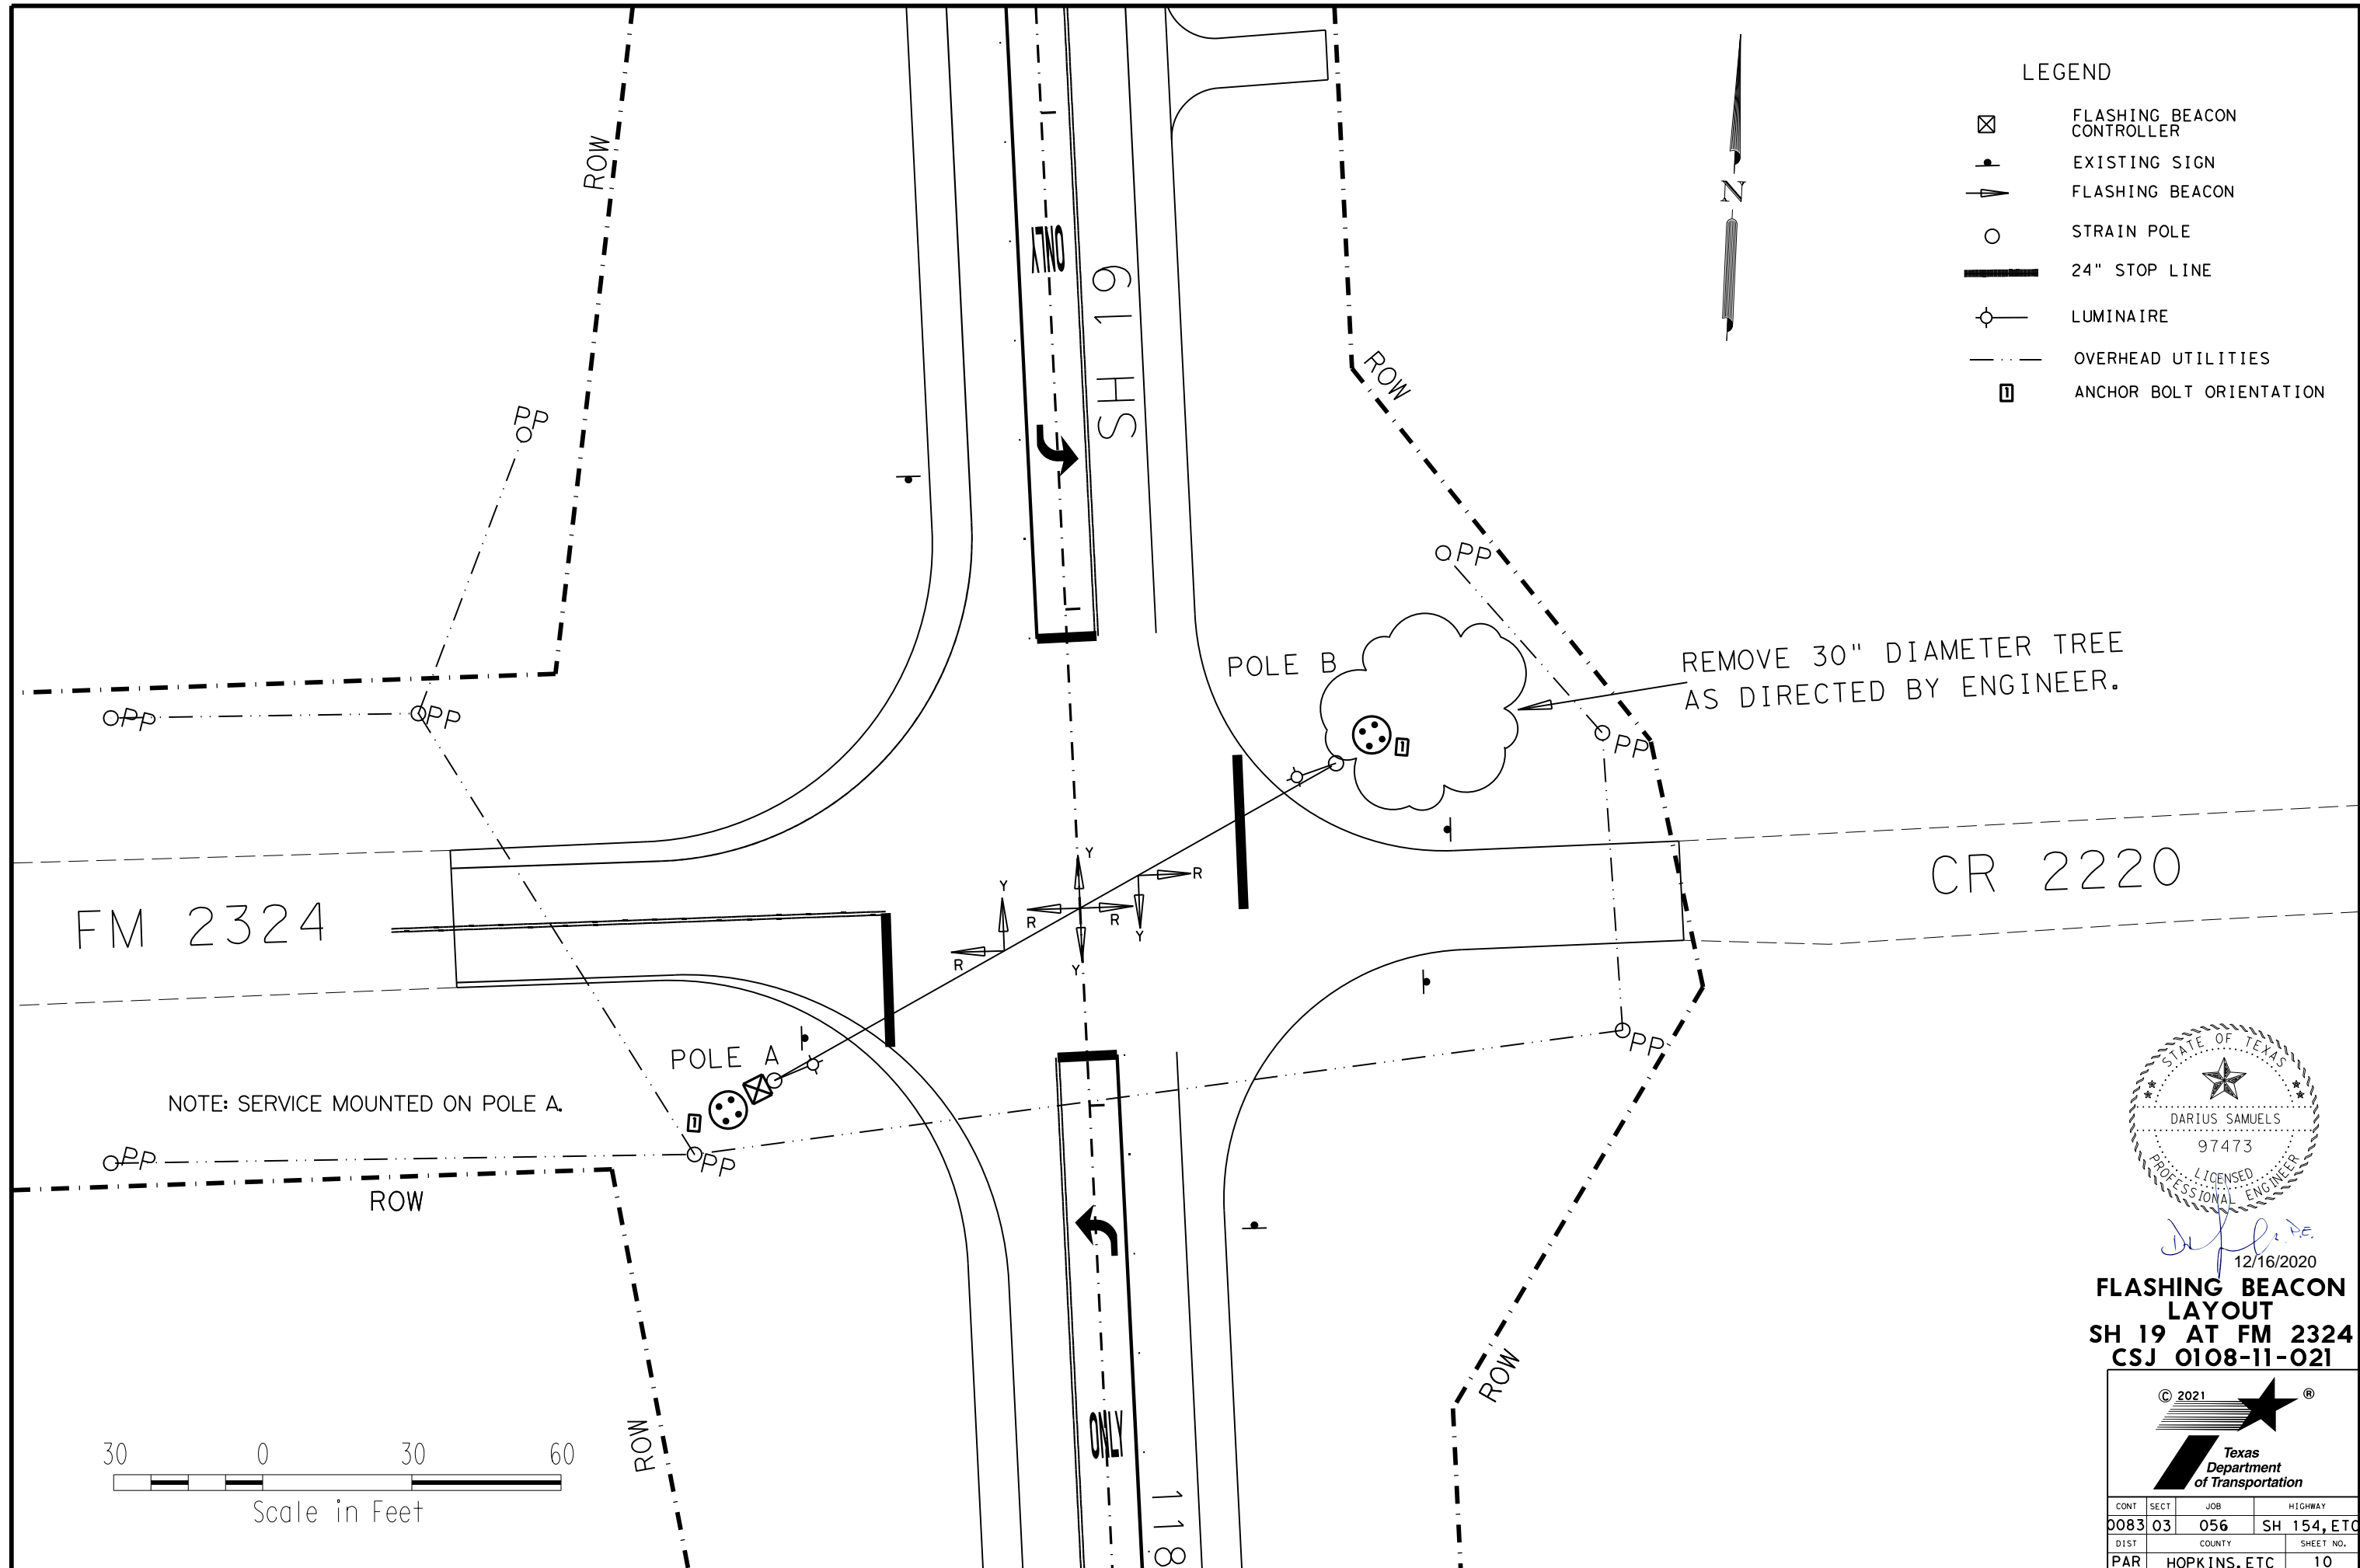 LEGEND
FLASHING BEACON
CONTROLLER
EXISTING SIGN
FLASHING BEACON
STRAIN POLE
24" STOP LINE
LUMINAIRE
OVERHEAD UTILITIES
1 ANCHOR BOLT ORIENTATION
N
ROW
ONLY
SH 19
ROW
PP
PP
POLE B
REMOVE 30" DIAMETER TREE
AS DIRECTED BY ENGINEER.
PP
PP
PP
1
CR 2220
FM 2324
Y
Y
R
R
R
R
Y
Y
POLE A
PP
NOTE: SERVICE MOUNTED ON POLE A.
1
PP
PP
ROW
ROW
ROW
ONLY
118
30 0 30 60
Scale in Feet
STATE OF TEXAS
DARIUS SAMUELS
97473
LICENSED
PROFESSIONAL ENGINEER
P.E.
12/16/2020
FLASHING BEACON
LAYOUT
SH 19 AT FM 2324
CSJ 0108-11-021
© 2021 ®
Texas
Department
of Transportation
CONT SECT JOB HIGHWAY
0083 03 056 SH 154, ETC
DIST COUNTY SHEET NO.
PAR HOPKINS, ETC 10